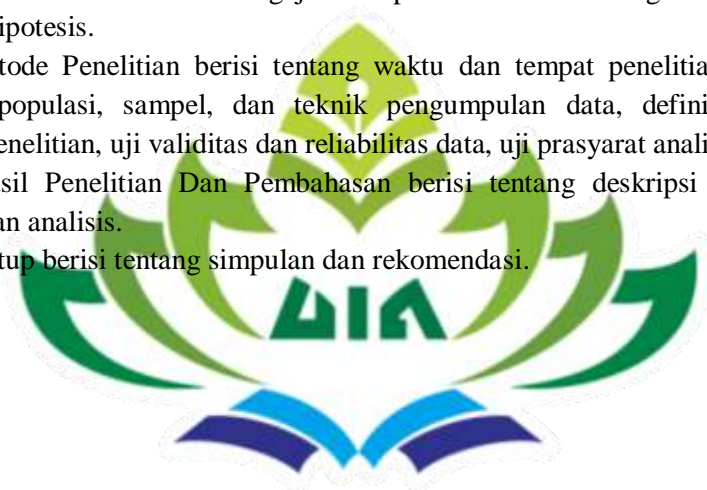 ipotesis.
tode Penelitian berisi tentang waktu dan tempat penelitia
populasi, sampel, dan teknik pengumpulan data, defini
enelitian, uji validitas dan reliabilitas data, uji prasyarat anali
sil Penelitian Dan Pembahasan berisi tentang deskripsi
an analisis.
tup berisi tentang simpulan dan rekomendasi.
UIN